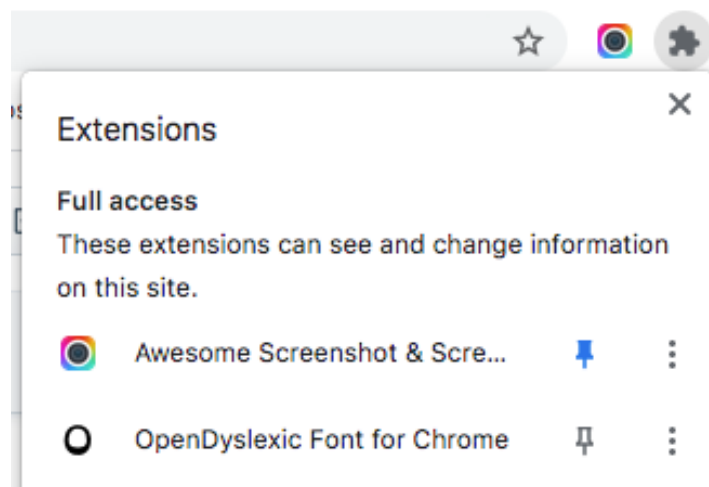 Extensions
Full access
These extensions can see and change information
on this site.
Awesome Screenshot & Scre...
OpenDyslexic Font for Chrome